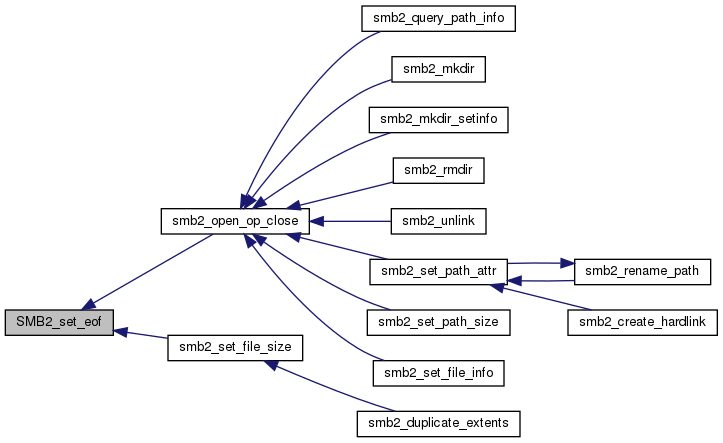 smb2_query_path_info
smb2_mkdir
smb2_mkdir_setinfo
smb2_rmdir
smb2_open_op_close
smb2_unlink
smb2_set_path_attr
smb2_rename_path
SMB2_set_eof
smb2_set_path_size
smb2_create_hardlink
smb2_set_file_size
smb2_set_file_info
smb2_duplicate_extents